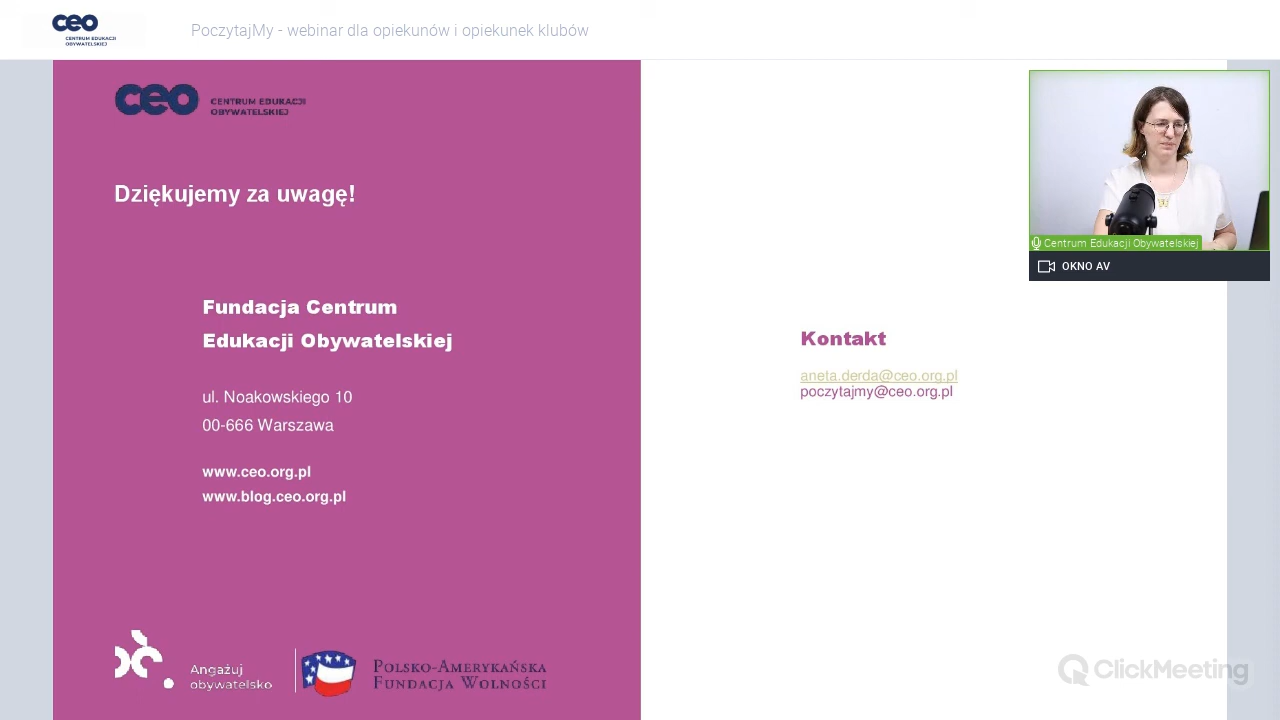 ceo
CENTRUM EDUKACJI
OBYWATELSKIEJ
PoczytajMy - webinar dla opiekunów i opiekunek klubów
ceo
CENTRUM EDUKACJI
OBYWATELSKIEJ
Dziękujemy za uwagę!
Fundacja Centrum
Edukacji Obywatelskiej
ul. Noakowskiego 10
00-666 Warszawa
www.ceo.org.pl
www.blog.ceo.org.pl
Angażuj
obywatelsko
POLSKO-AMERYKAŃSKA
FUNDACJA WOLNOŚCI
Centrum Edukacji Obywatelskiej
OKNO AV
Kontakt
aneta.derda@ceo.org.pl
poczytajmy@ceo.org.pl
ClickMeeting